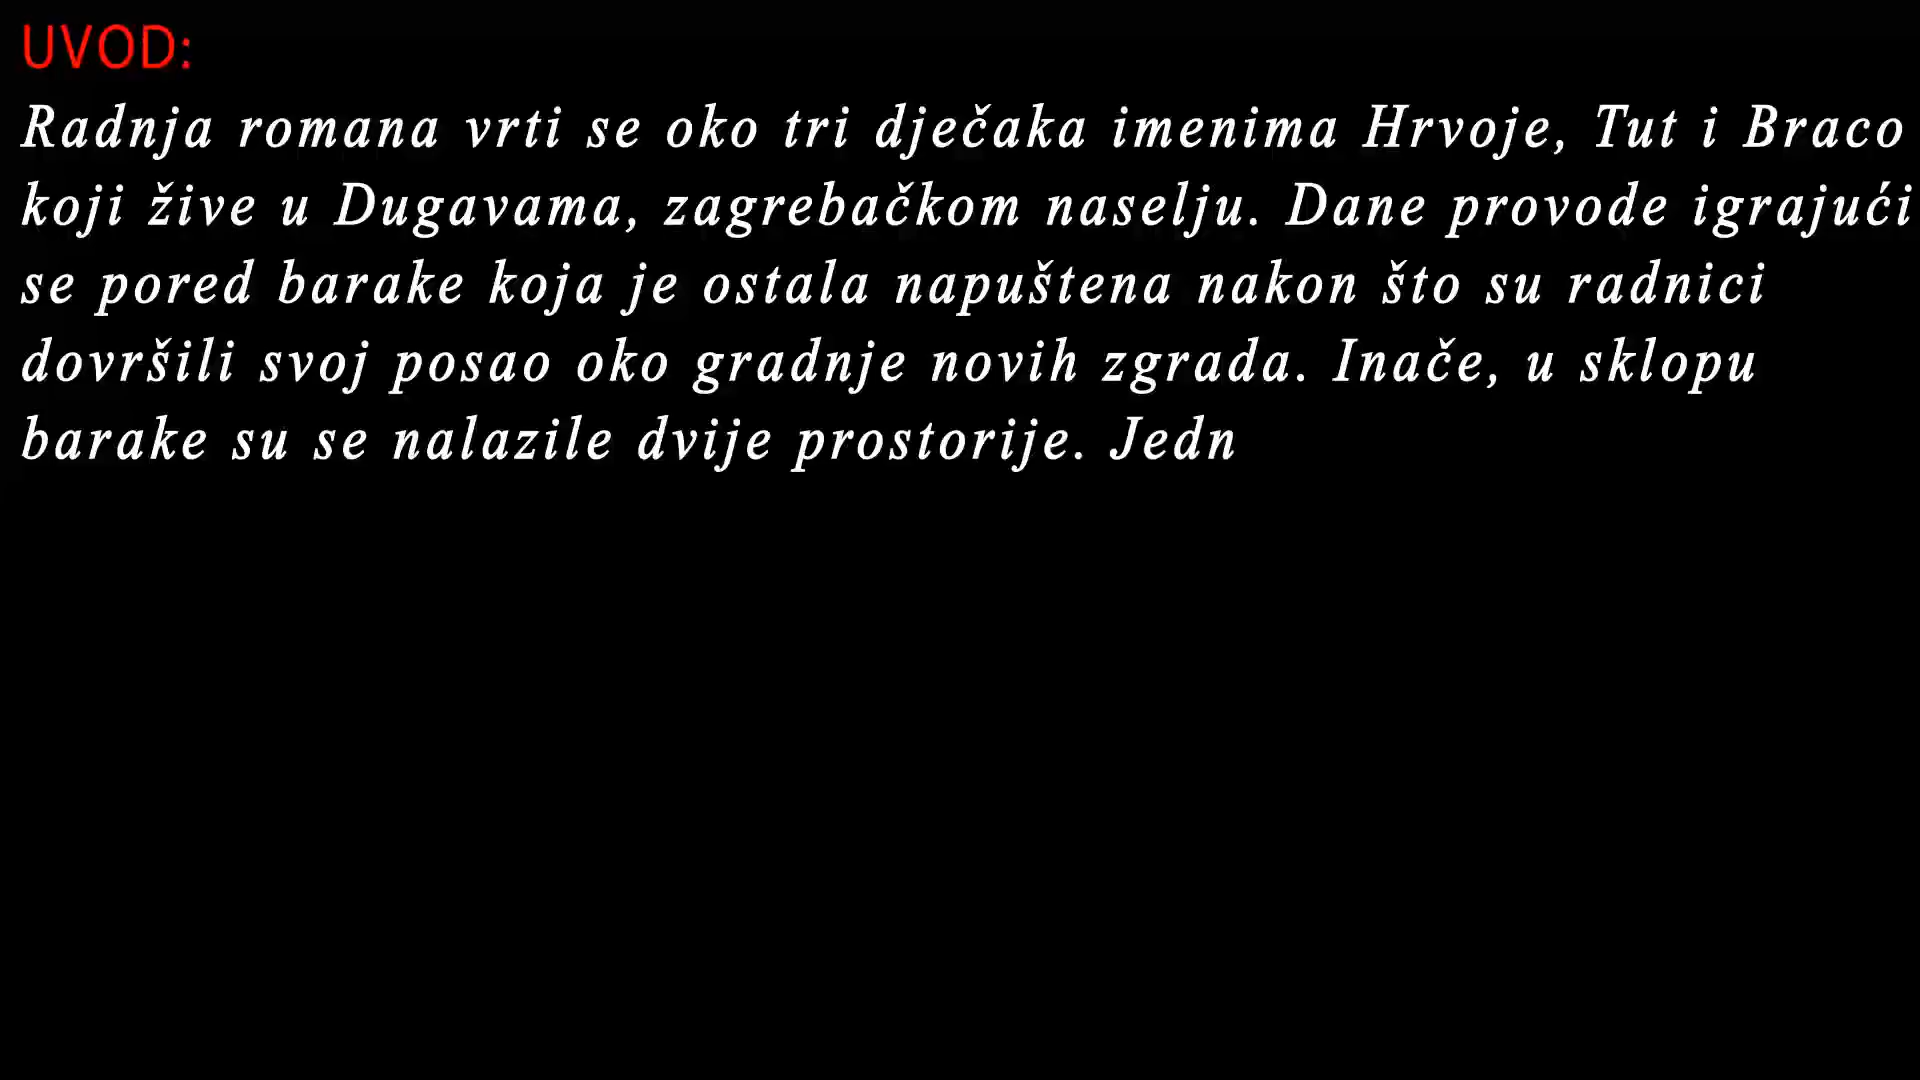 UVOD:
Radnja romana vrti se oko tri dječaka imenima Hrvoje, Tut i Braco
koji žive u Dugavama, zagrebačkom naselju. Dane provode igrajući
se pored barake koja je ostala napuštena nakon što su radnici
dovršili svoj posao oko gradnje novih zgrada. Inače, u sklopu
barake su se nalazile dvije prostorije. Jedn